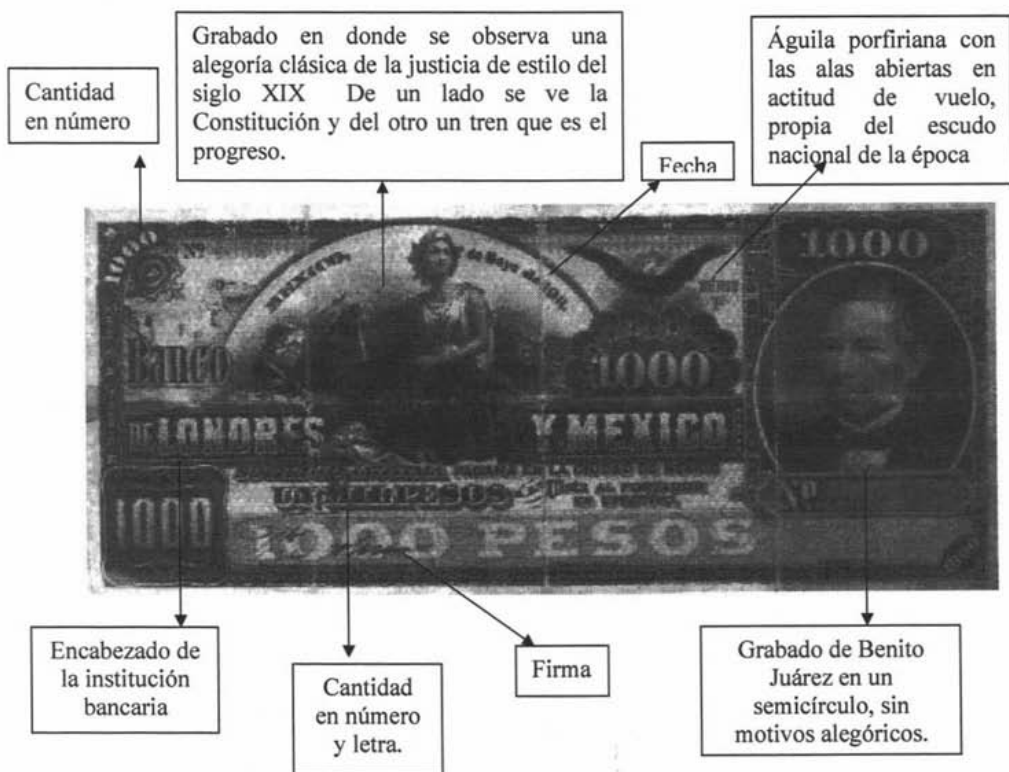 Cantidad
en número
Grabado en donde se observa una
alegoría clásica de la justicia de estilo del
siglo XIX De un lado se ve la
Constitución y del otro un tren que es el
progreso.
Fecha
Águila porfiriana con
las alas abiertas en
actitud de vuelo,
propia del escudo
nacional de la época
1000
Nº
MEXICO,
de
1000
Banco
1000
DE LONDRES
Y MEXICO
1000
PESOS
Nº
1000 PESOS
Encabezado de
la institución
bancaria
Cantidad
en número
y letra.
Firma
Grabado de Benito
Juárez en un
semicírculo, sin
motivos alegóricos.